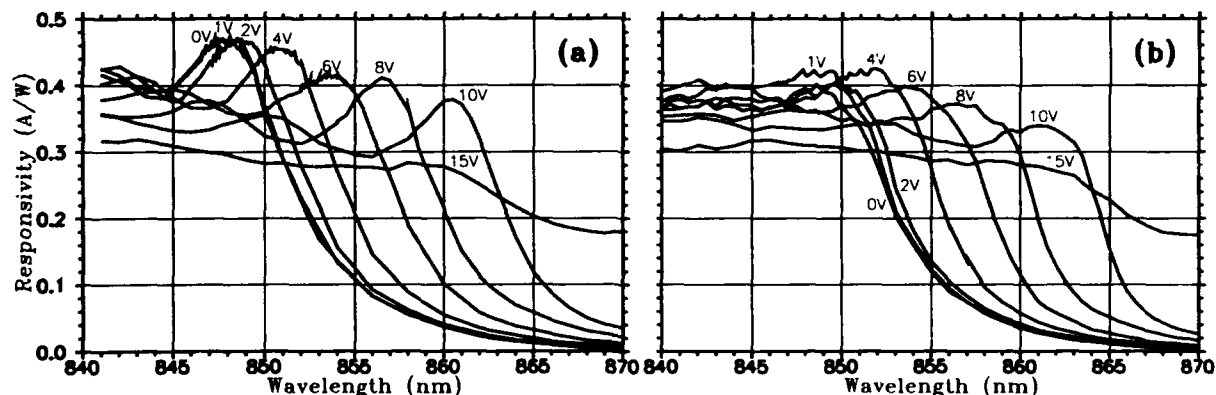 Responsivity (A/W)
0.5
0.4
0.3
0.2
0.1
0.0
0V
1V
2V
4V
6V
8V
10V
15V
(a)
840 845 850 855 860 865 870
Wavelength (nm)
1V
4V
6V
8V
10V
15V
2V
0V
(b)
840 845 850 855 860 865 870
Wavelength (nm)